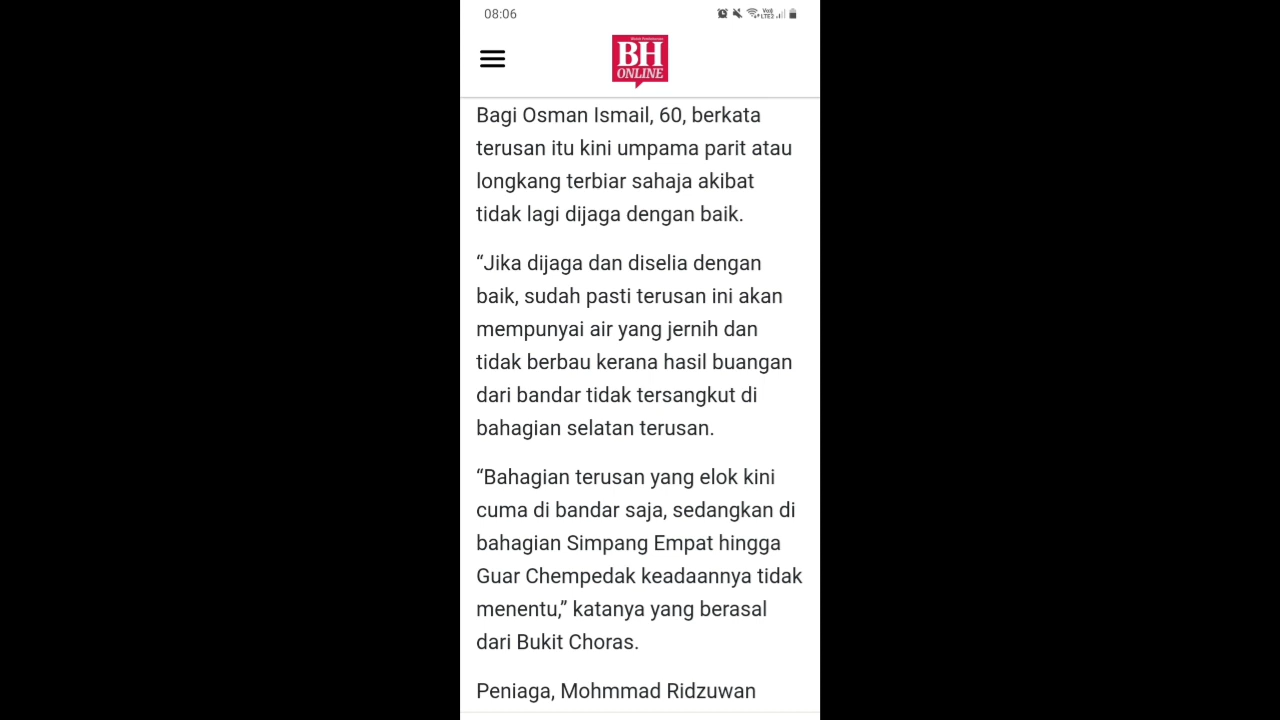 08:06
BH
ONLINE
Bagi Osman Ismail, 60, berkata
terusan itu kini umpama parit atau
longkang terbiar sahaja akibat
tidak lagi dijaga dengan baik.
“Jika dijaga dan diselia dengan
baik, sudah pasti terusan ini akan
mempunyai air yang jernih dan
tidak berbau kerana hasil buangan
dari bandar tidak tersangkut di
bahagian selatan terusan.
“Bahagian terusan yang elok kini
cuma di bandar saja, sedangkan di
bahagian Simpang Empat hingga
Guar Chempedak keadaannya tidak
menentu,” katanya yang berasal
dari Bukit Choras.
Peniaga, Mohmmad Ridzuwan